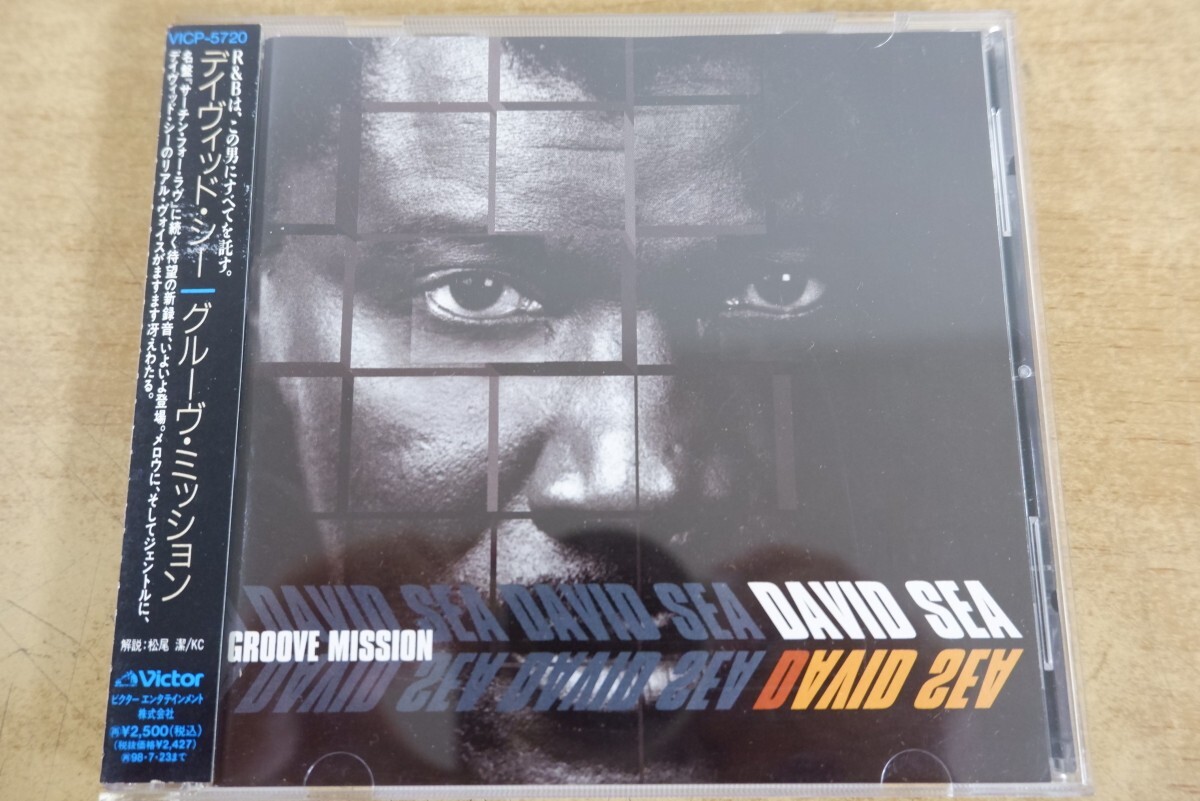 VICP-5720
R&Bは、この男にすべてを託す。
デイヴィッド・シー|グルーヴ・ミッション
名盤『サーチン・フォー・ラヴ』に続く待望の新録音、いよいよ登場。メロウに、そしてジェントルに、
デイヴィッド・シーのリアル・ヴォイスがますます冴えわたる。
解説:松尾 潔/KC
Victor
ビクター エンタテインメント
株式会社
再¥2,500(税込)
(税抜価格¥2,427)
再98・7・23まで
DAVID SEA DAVID SEA DAVID SEA
GROOVE MISSION
DAVID SEA DAVID SEA DAVID SEA